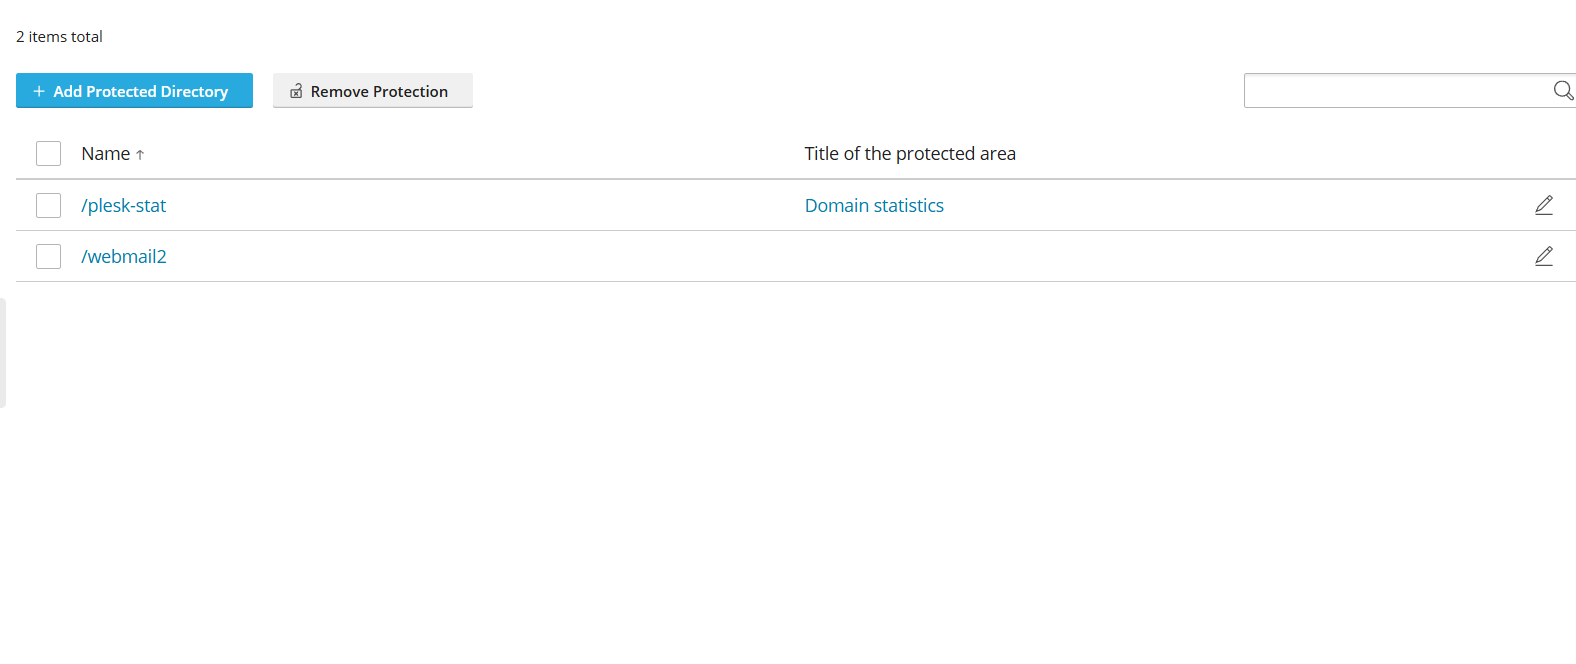 2 items total
+ Add Protected Directory Remove Protection
Name ↑ Title of the protected area
/plesk-stat Domain statistics
/webmail2